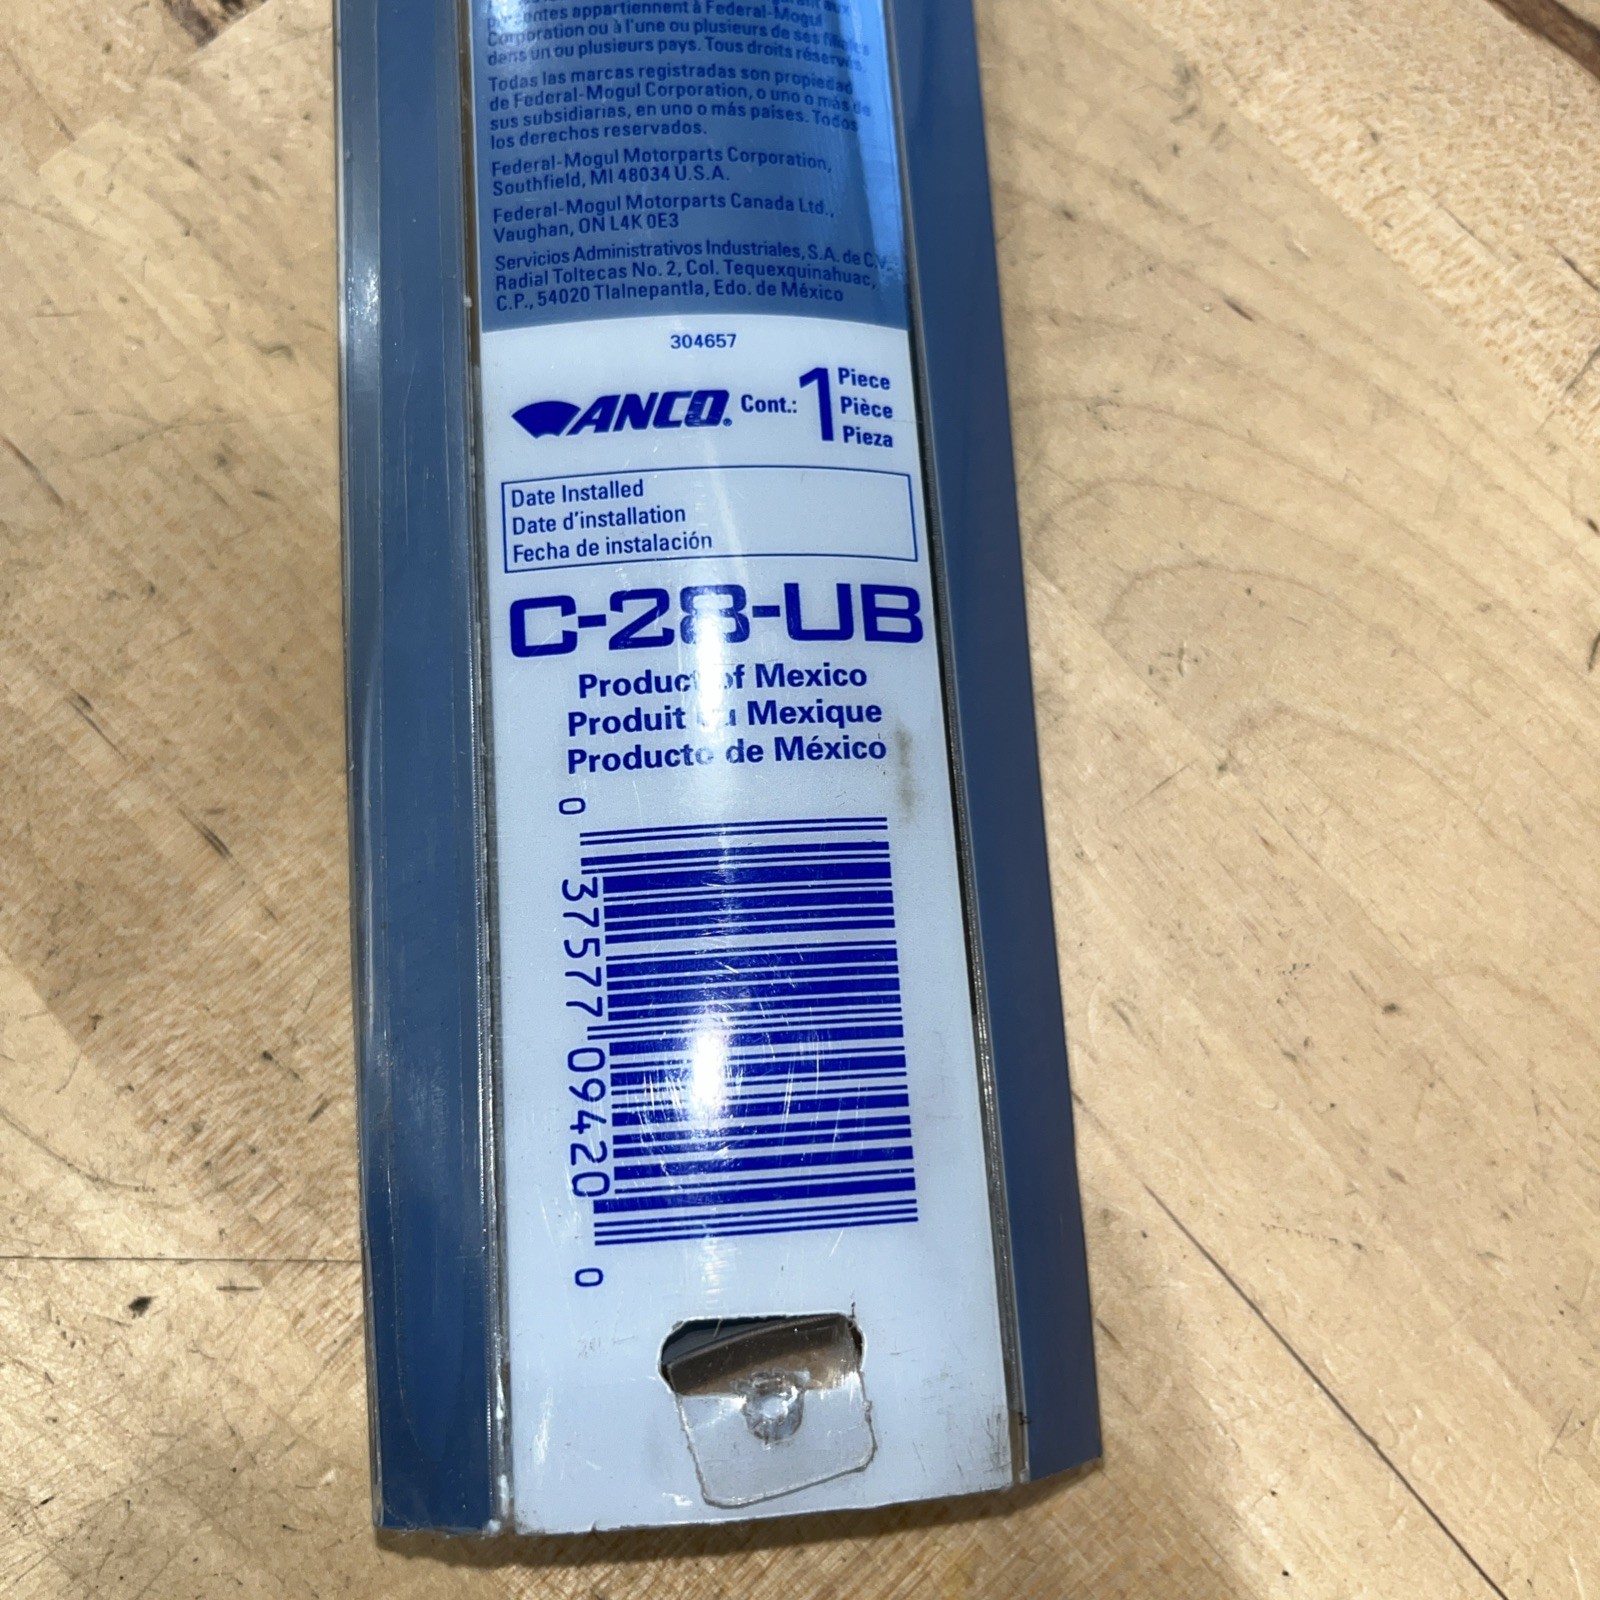 présentes appartiennent à Federal-Mogul
Corporation ou à l'une ou plusieurs de ses filiales
dans un ou plusieurs pays. Tous droits réservés.
Todas las marcas registradas son propiedad
de Federal-Mogul Corporation, o uno o más de
sus subsidiarias, en uno o más países. Todos
los derechos reservados.
Federal-Mogul Motorparts Corporation,
Southfield, MI 48034 U.S.A.
Federal-Mogul Motorparts Canada Ltd.,
Vaughan, ON L4K 0E3
Servicios Administrativos Industriales, S.A. de C.V.
Radial Toltecas No. 2, Col. Tequexquinahuac,
C.P., 54020 Tlalnepantla, Edo. de México
304657
ANCO® Cont.: 1 Piece
Pièce
Pieza
Date Installed
Date d'installation
Fecha de instalación
C-28-UB
Product of Mexico
Produit du Mexique
Producto de México
0 37577 09420 0